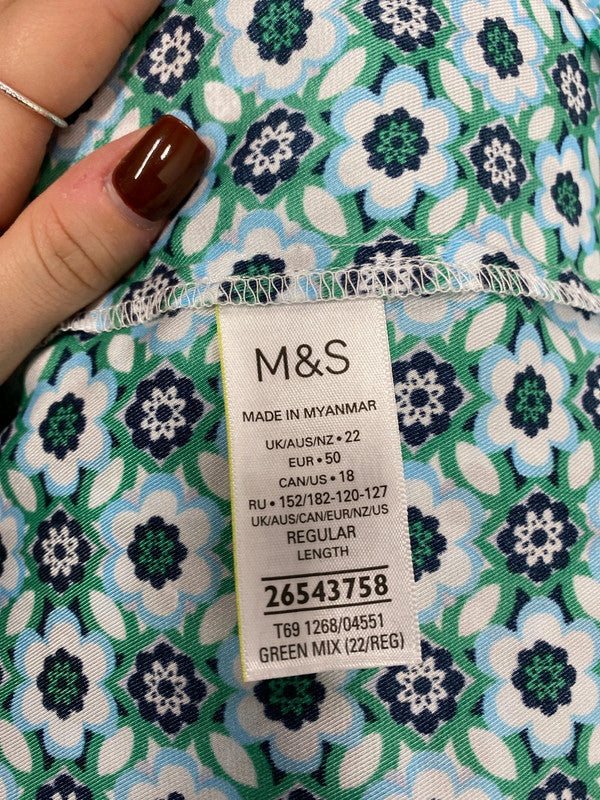 M&S
MADE IN MYANMAR
UK/AUS/NZ • 22
EUR • 50
CAN/US • 18
RU • 152/182-120-127
UK/AUS/CAN/EUR/NZ/US
REGULAR
LENGTH
26543758
T69 1268/04551
GREEN MIX (22/REG)